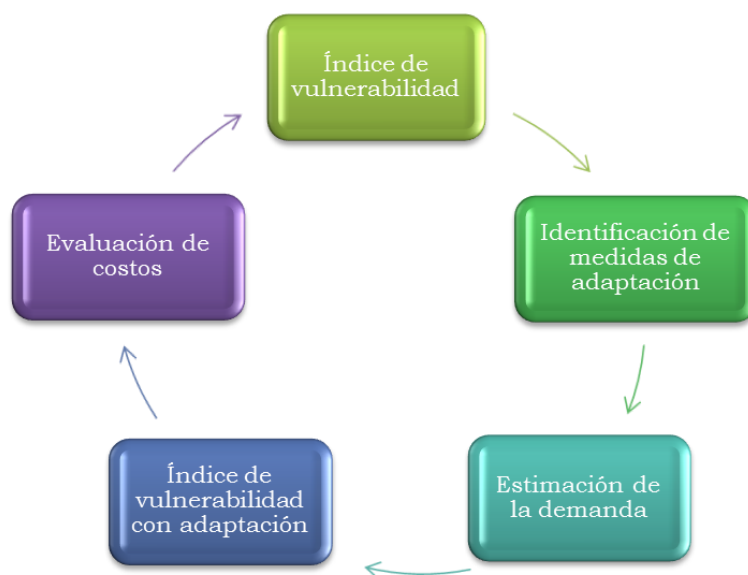 Índice de
vulnerabilidad
Identificación de
medidas de
adaptación
Estimación de
la demanda
Índice de
vulnerabilidad
con adaptación
Evaluación de
costos